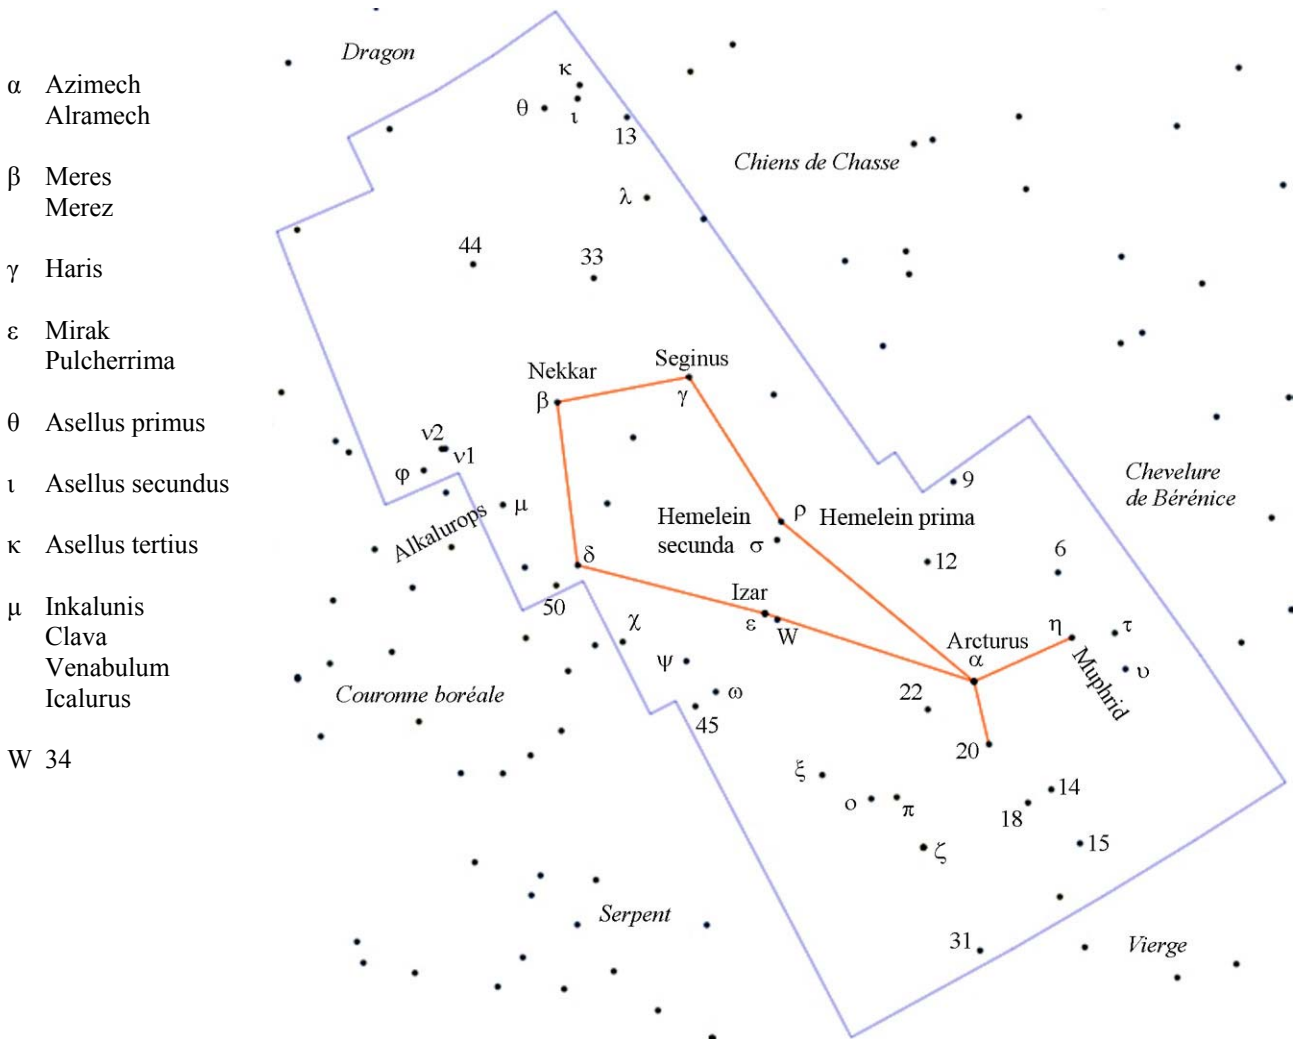 α Azimech
Alramech
β Meres
Merez
γ Haris
ε Mirak
Pulcherrima
θ Asellus primus
ι Asellus secundus
κ Asellus tertius
μ Inkalunis
Clava
Venabulum
Icalurus
W 34
Dragon
κ
θ
ι
13
Chiens de Chasse
λ
44
33
Nekkar
Seginus
β
γ
ν2
ν1
φ
Alkalurops
μ
9
Chevelure
de Bérénice
ρ
Hemelein prima
Hemelein
secunda σ
12
6
δ
50
Izar
ε
W
χ
ψ
ω
45
Couronne boréale
Arcturus
α
η
Muphrid
τ
υ
22
20
ξ
ο
π
ζ
14
18
15
31
Serpent
Vierge